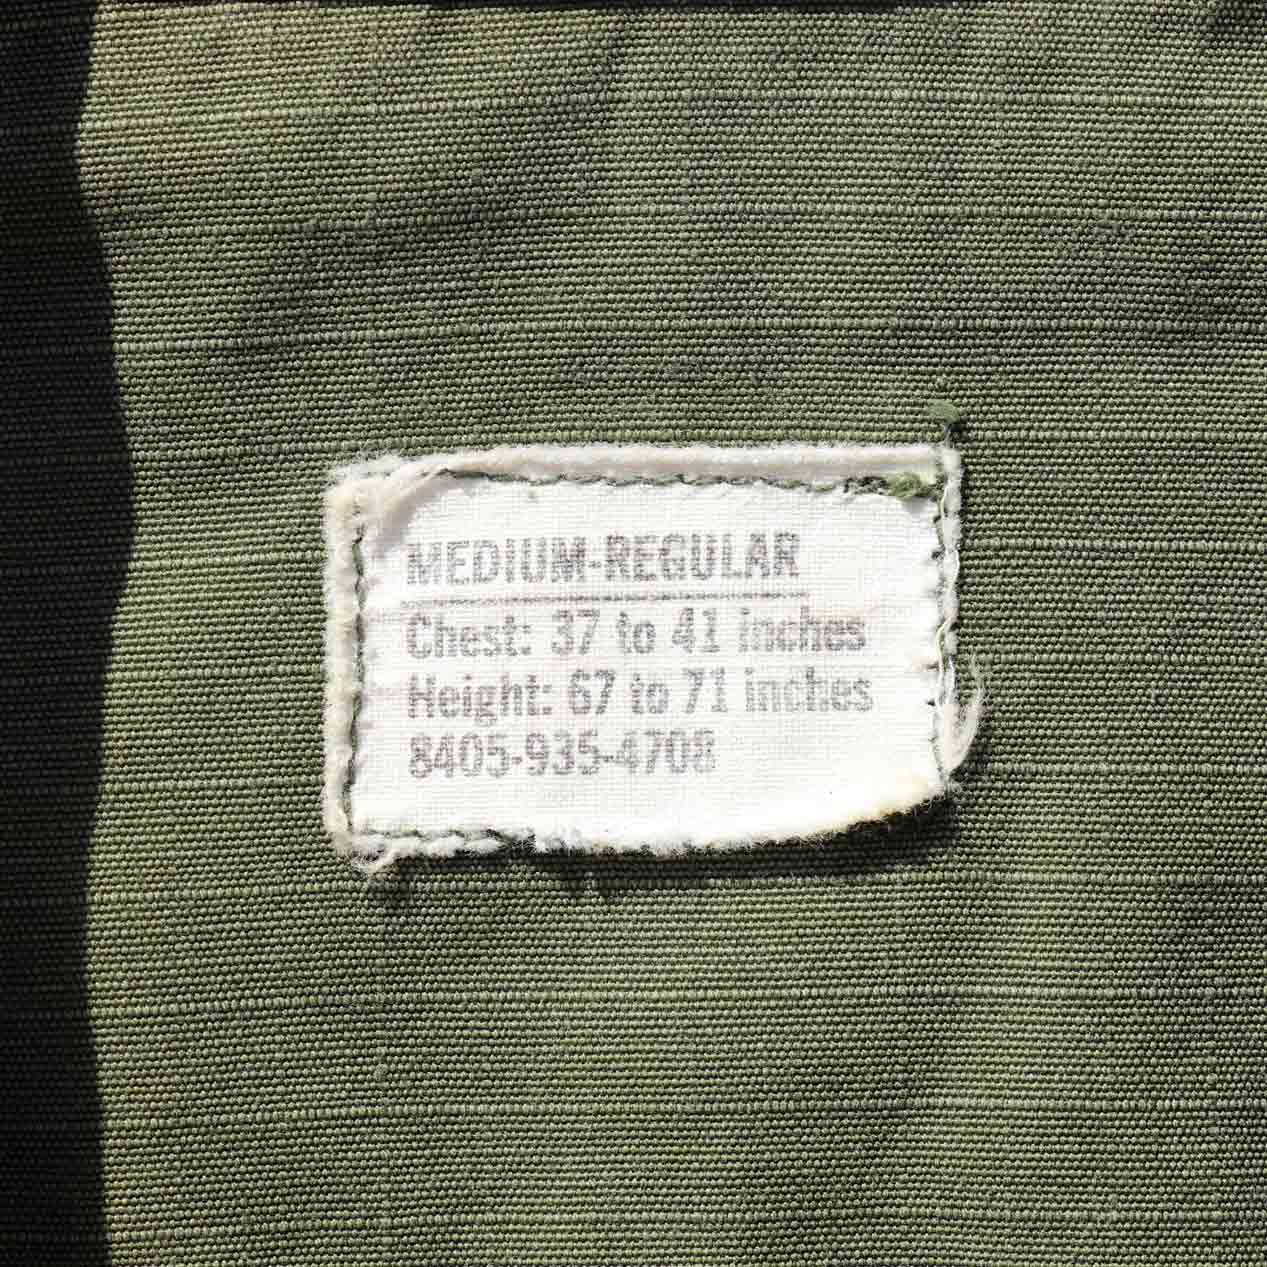 MEDIUM-REGULAR
Chest: 37 to 41 inches
Height: 67 to 71 inches
8405-935-4708